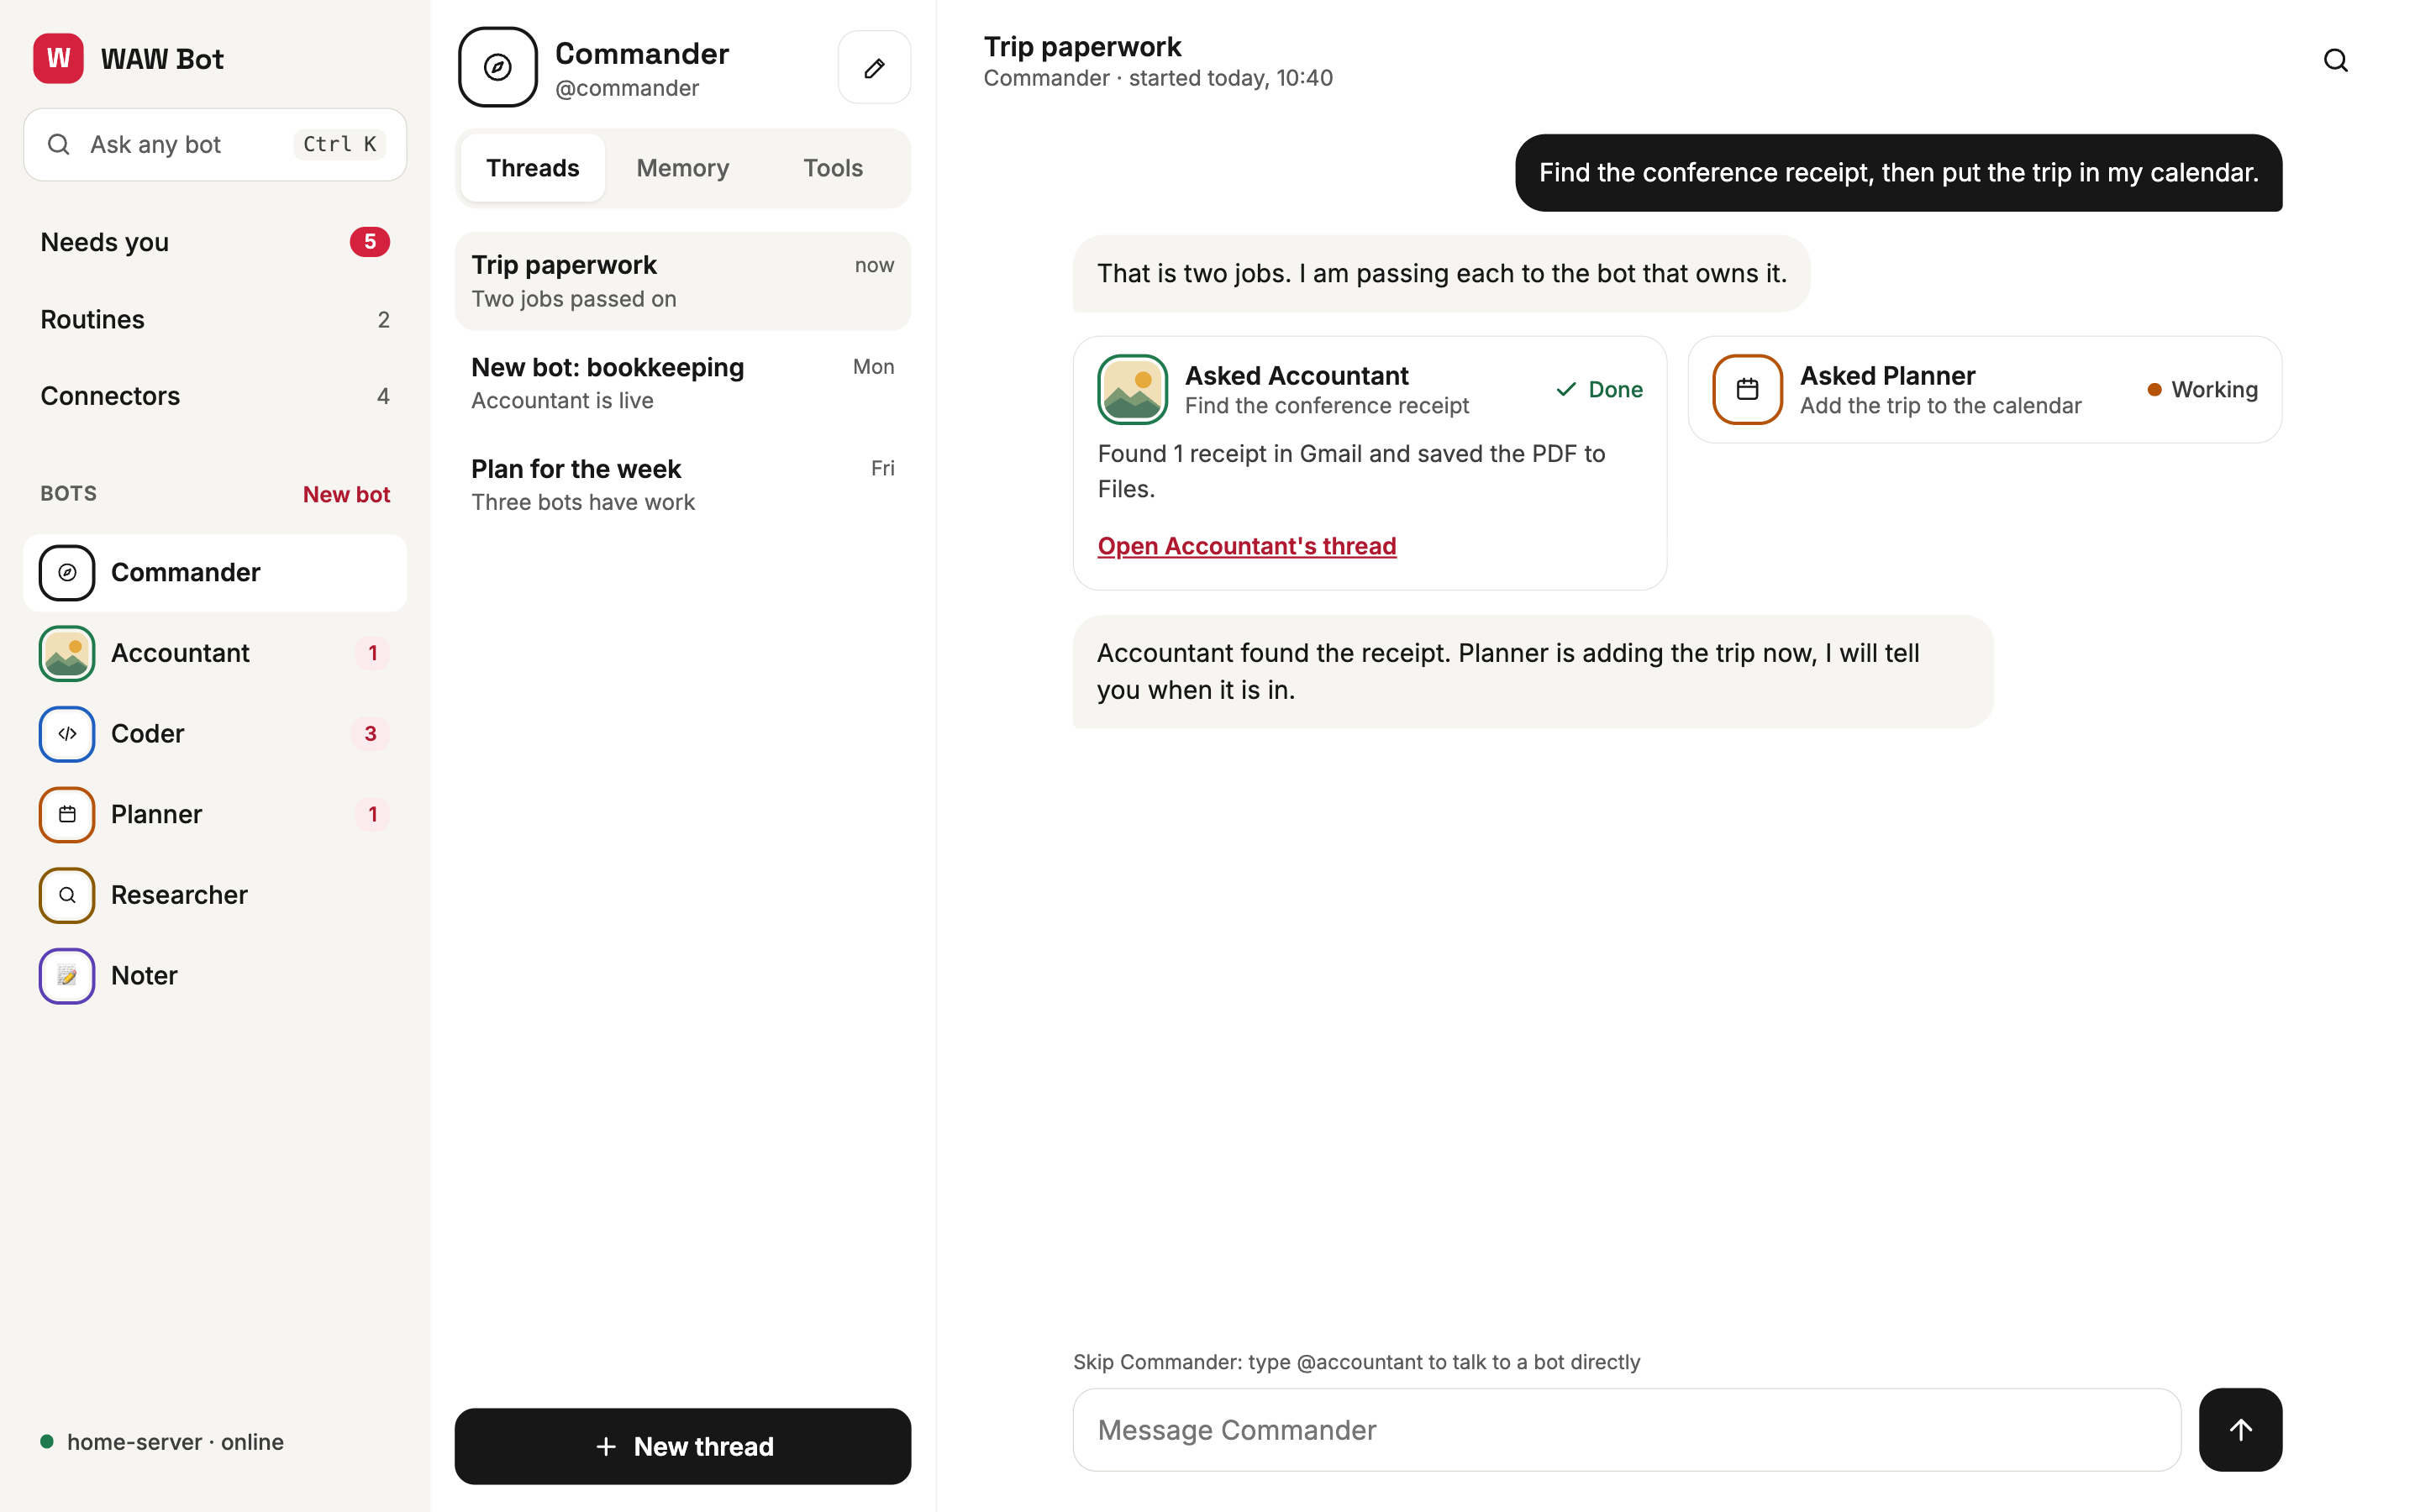 W WAW Bot
Ask any bot Ctrl K
Needs you 5
Routines 2
Connectors 4
BOTS New bot
Commander
Accountant 1
Coder 3
Planner 1
Researcher
Noter
home-server · online
Commander
@commander
Threads Memory Tools
Trip paperwork now
Two jobs passed on
New bot: bookkeeping Mon
Accountant is live
Plan for the week Fri
Three bots have work
+ New thread
Trip paperwork
Commander · started today, 10:40
Find the conference receipt, then put the trip in my calendar.
That is two jobs. I am passing each to the bot that owns it.
Asked Accountant
Find the conference receipt
Done
Found 1 receipt in Gmail and saved the PDF to
Files.
Open Accountant's thread
Asked Planner
Add the trip to the calendar
Working
Accountant found the receipt. Planner is adding the trip now, I will tell
you when it is in.
Skip Commander: type @accountant to talk to a bot directly
Message Commander